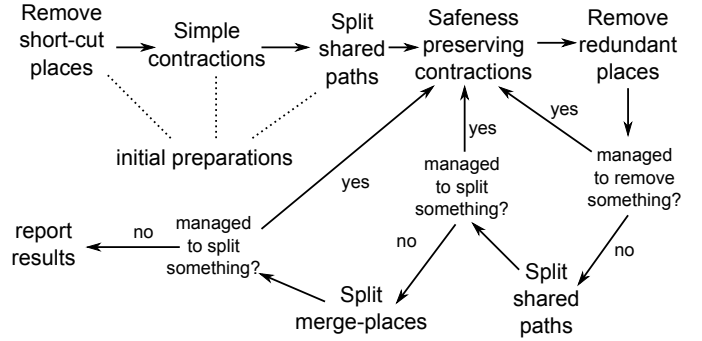 Remove
short-cut
places
Simple
contractions
Split
shared
paths
Safeness
preserving
contractions
Remove
redundant
places
initial preparations
yes
yes
yes
managed
to remove
something?
managed
to split
something?
no
no
Split
shared
paths
Split
merge-places
managed
to split
something?
no
report
results